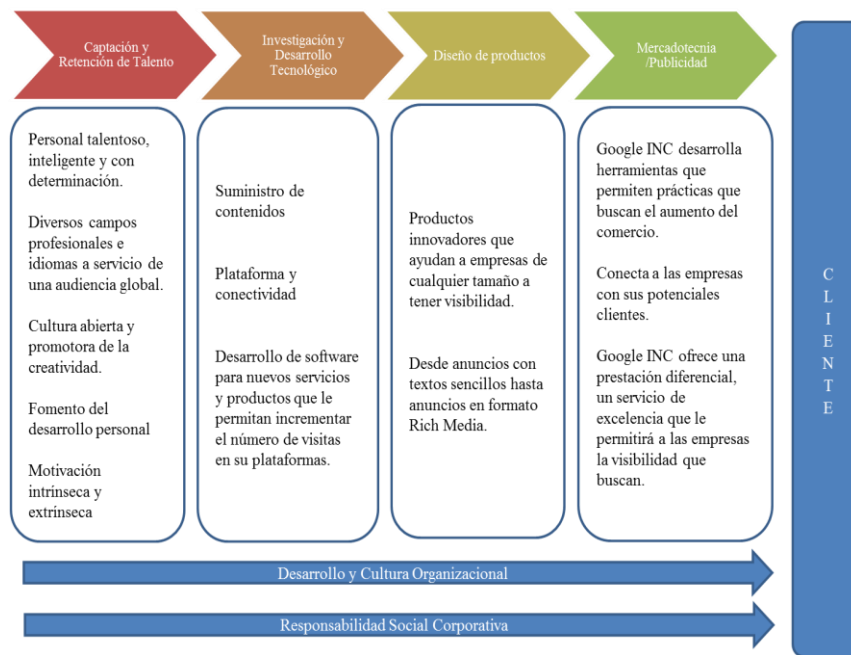 Captación y
Retención de Talento
Investigación y
Desarrollo
Tecnológico
Diseño de productos
Mercadotecnia
/Publicidad
Personal talentoso,
inteligente y con
determinación.
Diversos campos
profesionales e
idiomas a servicio de
una audiencia global.
Cultura abierta y
promotora de la
creatividad.
Fomento del
desarrollo personal
Motivación
intrínseca y
extrínseca
Suministro de
contenidos
Plataforma y
conectividad
Desarrollo de software
para nuevos servicios
y productos que le
permitan incrementar
el número de visitas
en su plataformas.
Productos
innovadores que
ayudan a empresas de
cualquier tamaño a
tener visibilidad.
Desde anuncios con
textos sencillos hasta
anuncios en formato
Rich Media.
Google INC desarrolla
herramientas que
permiten prácticas que
buscan el aumento del
comercio.
Conecta a las empresas
con sus potenciales
clientes.
Google INC ofrece una
prestación diferencial,
un servicio de
excelencia que le
permitirá a las empresas
la visibilidad que
buscan.
CLIENTE
Desarrollo y Cultura Organizacional
Responsabilidad Social Corporativa